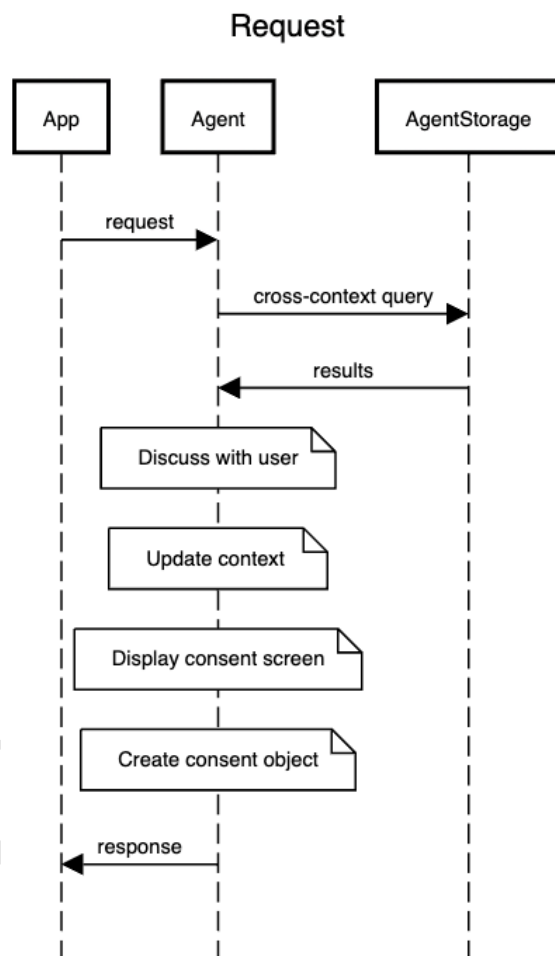 Request
App
Agent
AgentStorage
request
cross-context query
results
Discuss with user
Update context
Display consent screen
Create consent object
response